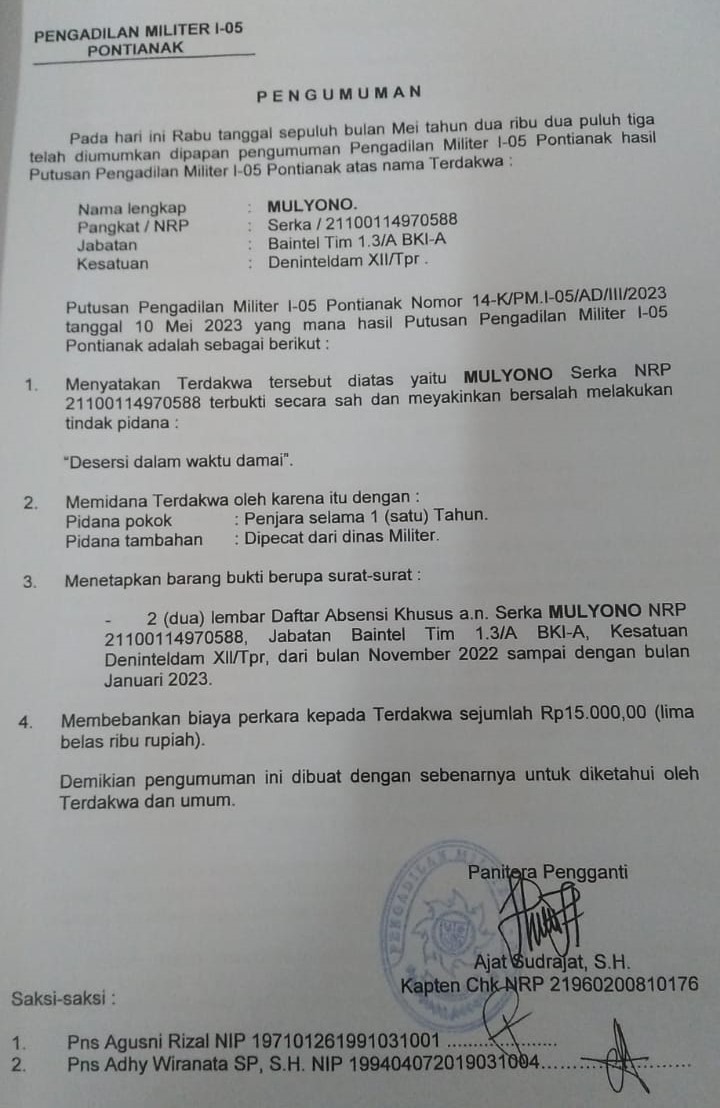 PENGADILAN MILITER I-05
PONTIANAK
PENGUMUMAN
Pada hari ini Rabu tanggal sepuluh bulan Mei tahun dua ribu dua puluh tiga
telah diumumkan dipapan pengumuman Pengadilan Militer I-05 Pontianak hasil
Putusan Pengadilan Militer I-05 Pontianak atas nama Terdakwa :
Nama lengkap : MULYONO.
Pangkat / NRP : Serka / 21100114970588
Jabatan : Baintel Tim 1.3/A BKI-A
Kesatuan : Deninteldam XII/Tpr .
Putusan Pengadilan Militer I-05 Pontianak Nomor 14-K/PM.I-05/AD/III/2023
tanggal 10 Mei 2023 yang mana hasil Putusan Pengadilan Militer I-05
Pontianak adalah sebagai berikut :
1. Menyatakan Terdakwa tersebut diatas yaitu MULYONO Serka NRP
21100114970588 terbukti secara sah dan meyakinkan bersalah melakukan
tindak pidana :
“Desersi dalam waktu damai”.
2. Memidana Terdakwa oleh karena itu dengan :
Pidana pokok : Penjara selama 1 (satu) Tahun.
Pidana tambahan : Dipecat dari dinas Militer.
3. Menetapkan barang bukti berupa surat-surat :
- 2 (dua) lembar Daftar Absensi Khusus a.n. Serka MULYONO NRP
21100114970588, Jabatan Baintel Tim 1.3/A BKI-A, Kesatuan
Deninteldam XII/Tpr, dari bulan November 2022 sampai dengan bulan
Januari 2023.
4. Membebankan biaya perkara kepada Terdakwa sejumlah Rp15.000,00 (lima
belas ribu rupiah).
Demikian pengumuman ini dibuat dengan sebenarnya untuk diketahui oleh
Terdakwa dan umum.
PENGADILAN
Panitera Pengganti
Ajat Sudrajat, S.H.
Kapten Chk NRP 21960200810176
Saksi-saksi :
1. Pns Agusni Rizal NIP 197101261991031001 ....................
2. Pns Adhy Wiranata SP, S.H. NIP 199404072019031004...........................